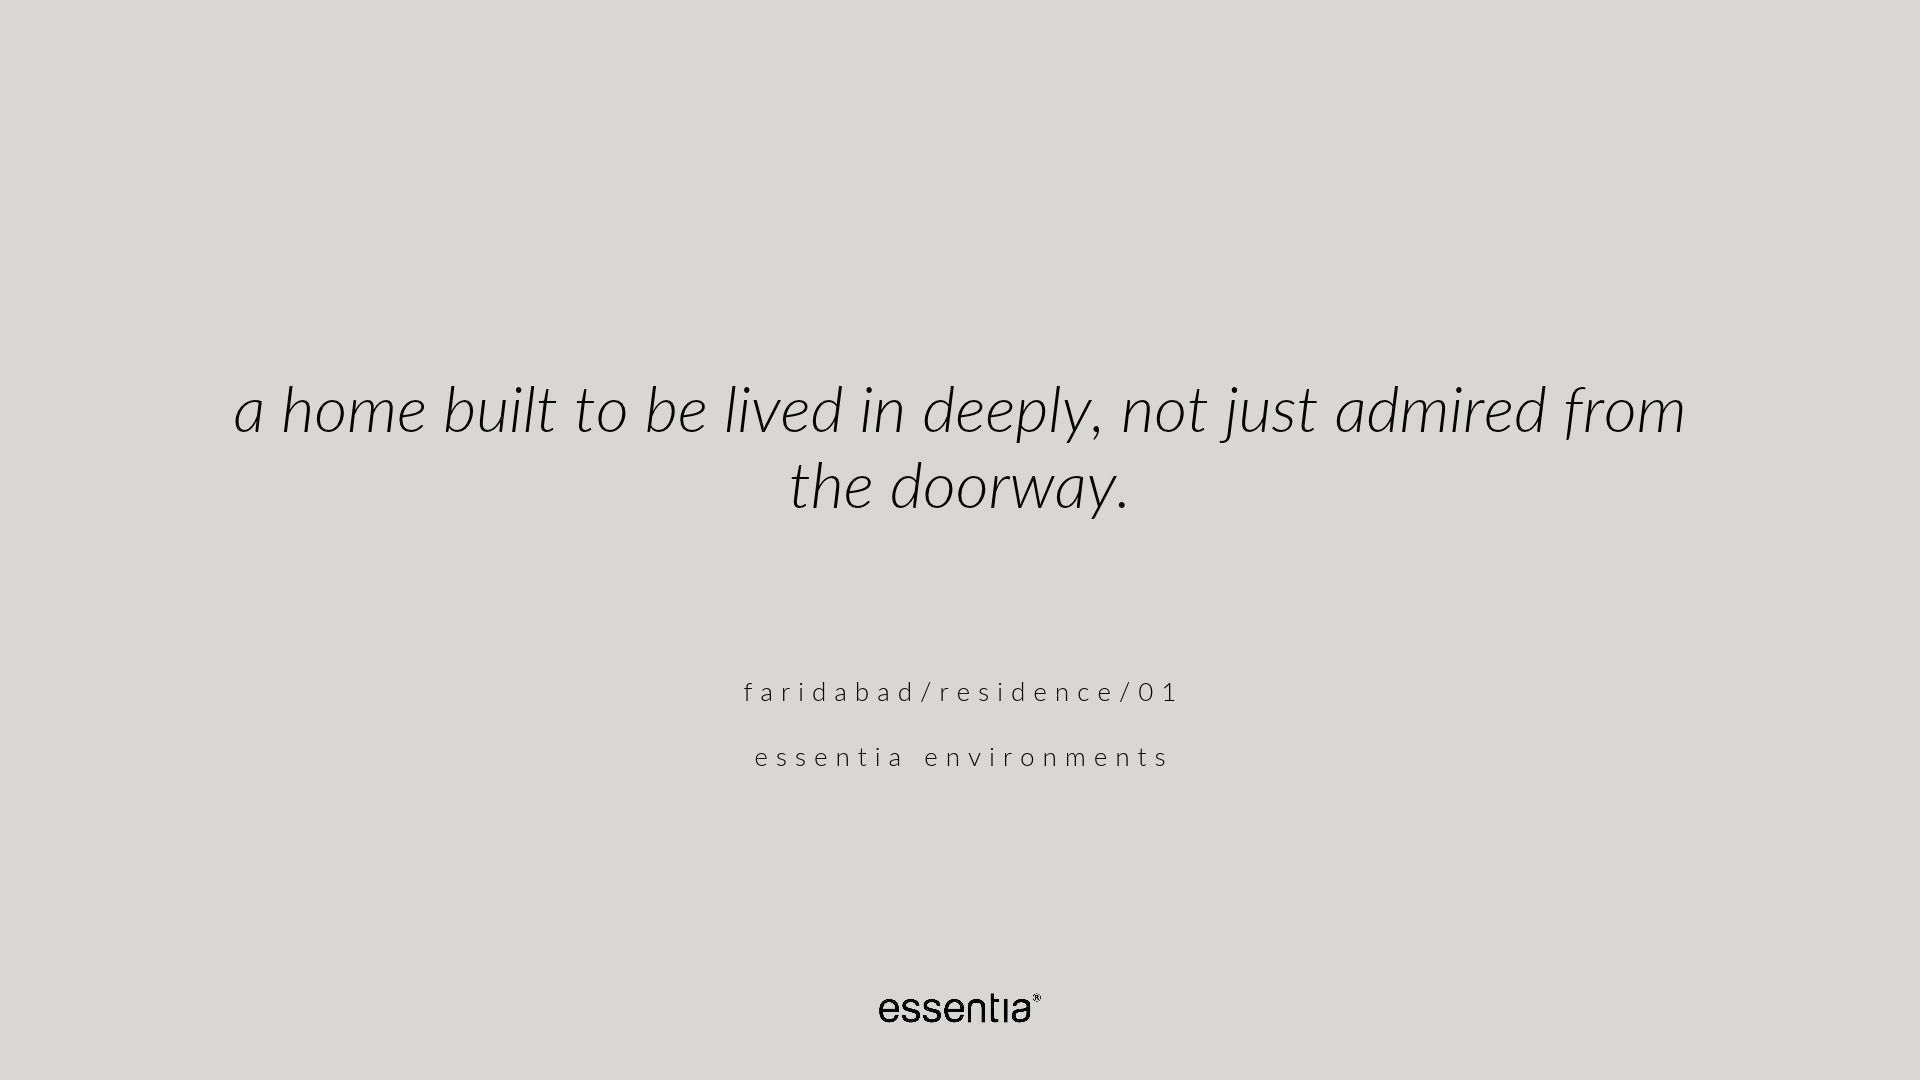 a home built to be lived in deeply, not just admired from
the doorway.
faridabad/residence/01
essentia environments
essentia®